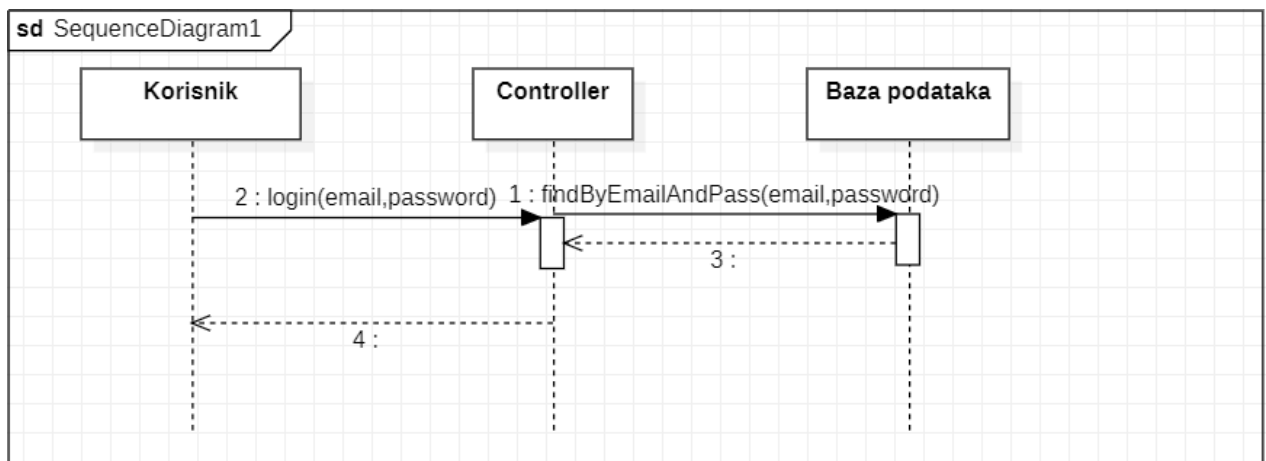 sd SequenceDiagram1
Korisnik
Controller
Baza podataka
2 : login(email,password)
1 : findByEmailAndPass(email,password)
3 :
4 :